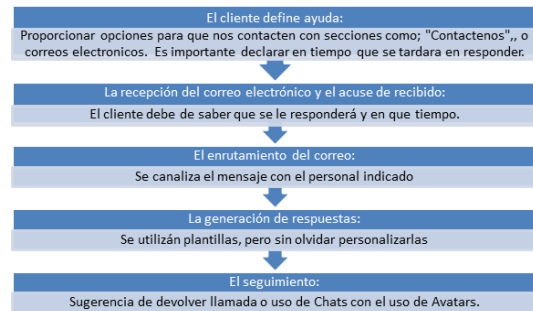 El cliente define ayuda:
Proporcionar opciones para que nos contacten con secciones como; "Contactenos",, o
correos electronicos.  Es importante declarar en tiempo que se tardara en responder.
La recepción del correo electrónico y el acuse de recibido:
El cliente debe de saber que se le responderá y en que tiempo.
El enrutamiento del correo:
Se canaliza el mensaje con el personal indicado
La generación de respuestas:
Se utilizán plantillas, pero sin olvidar personalizarlas
El seguimiento:
Sugerencia de devolver llamada o uso de Chats con el uso de Avatars.